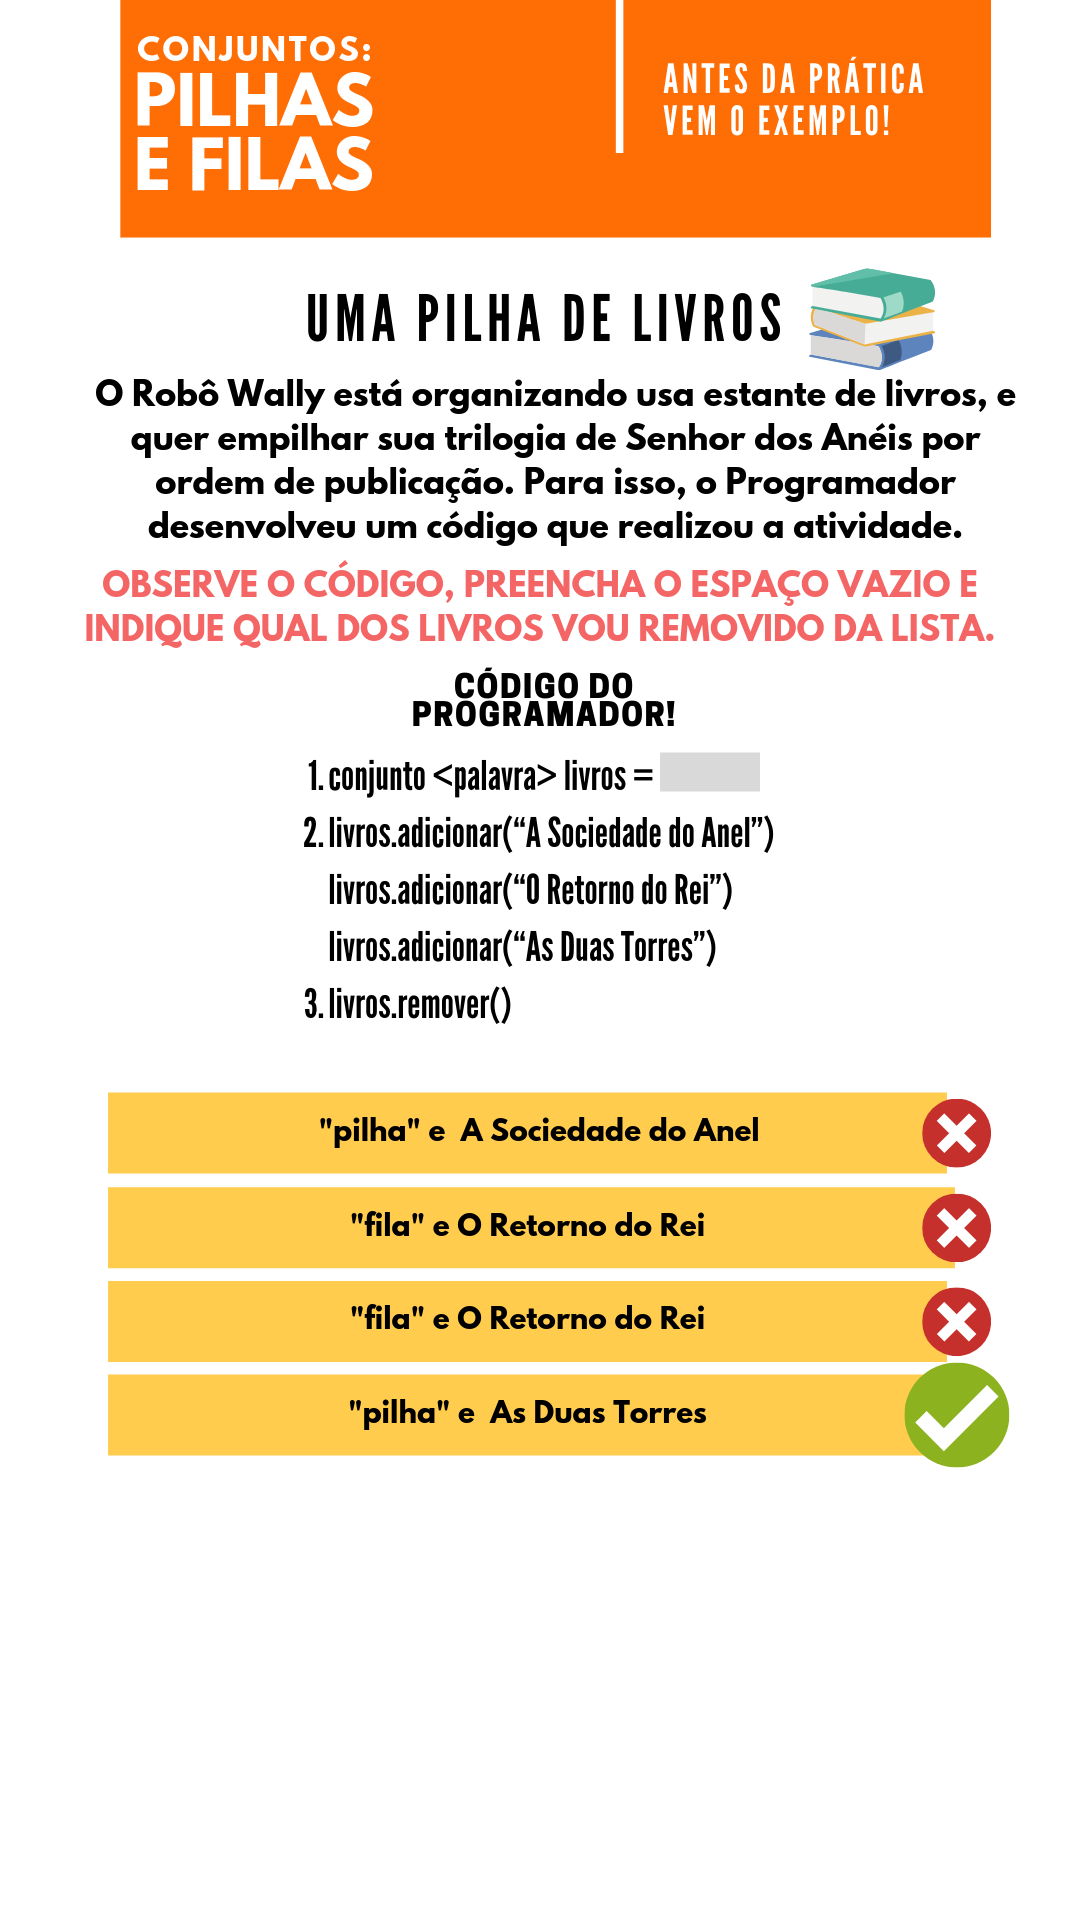 CONJUNTOS:
PILHAS
E FILAS
ANTES DA PRÁTICA
VEM O EXEMPLO!
UMA PILHA DE LIVROS
O Robô Wally está organizando usa estante de livros, e
quer empilhar sua trilogia de Senhor dos Anéis por
ordem de publicação. Para isso, o Programador
desenvolveu um código que realizou a atividade.
OBSERVE O CÓDIGO, PREENCHA O ESPAÇO VAZIO E
INDIQUE QUAL DOS LIVROS VOU REMOVIDO DA LISTA.
CÓDIGO DO
PROGRAMADOR!
1. conjunto <palavra> livros =
2. livros.adicionar(“A Sociedade do Anel”)
livros.adicionar(“O Retorno do Rei”)
livros.adicionar(“As Duas Torres”)
3. livros.remover()
"pilha" e A Sociedade do Anel
"fila" e O Retorno do Rei
"fila" e O Retorno do Rei
"pilha" e As Duas Torres